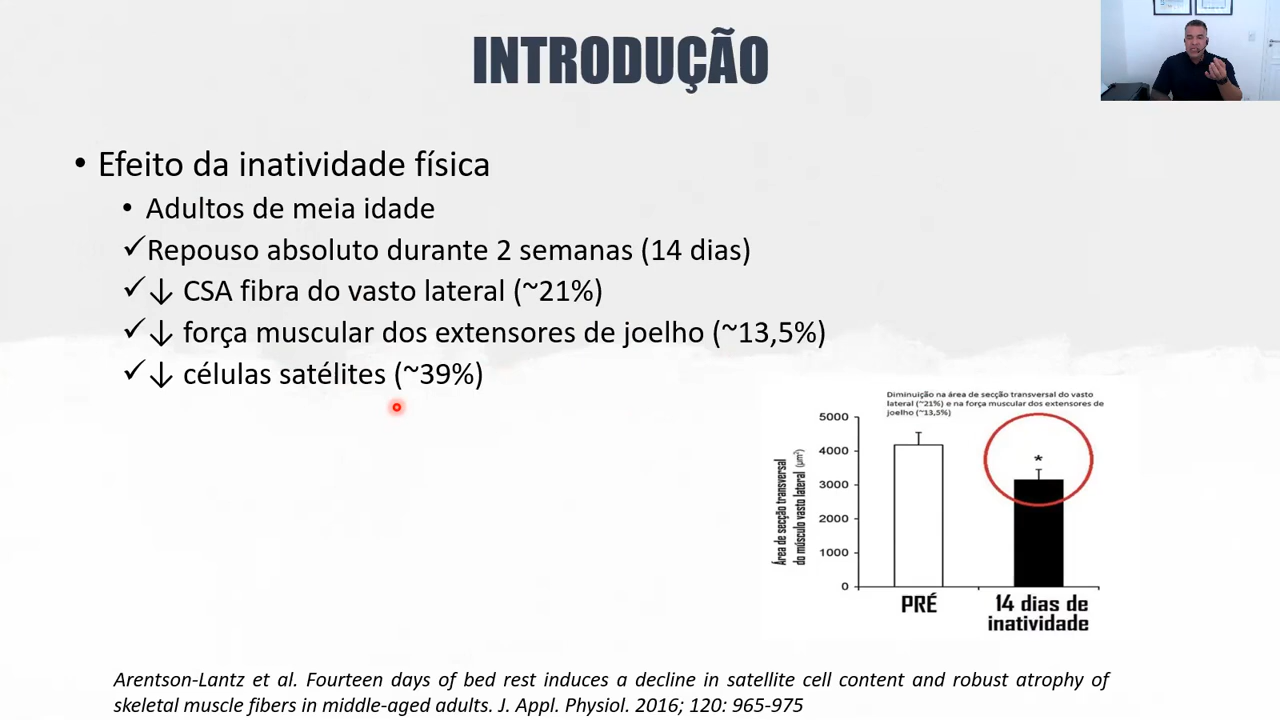 INTRODUÇÃO
• Efeito da inatividade física
• Adultos de meia idade
✓Repouso absoluto durante 2 semanas (14 dias)
✓↓ CSA fibra do vasto lateral (~21%)
✓↓ força muscular dos extensores de joelho (~13,5%)
✓↓ células satélites (~39%)
Diminuição na área de secção transversal do vasto
lateral (~21%) e na força muscular dos extensores de
joelho (~13,5%)
Área de secção transversal
do músculo vasto lateral (µm²)
5000
4000
3000
2000
1000
0
*
PRÉ
14 dias de
inatividade
Arentson-Lantz et al. Fourteen days of bed rest induces a decline in satellite cell content and robust atrophy of
skeletal muscle fibers in middle-aged adults. J. Appl. Physiol. 2016; 120: 965-975